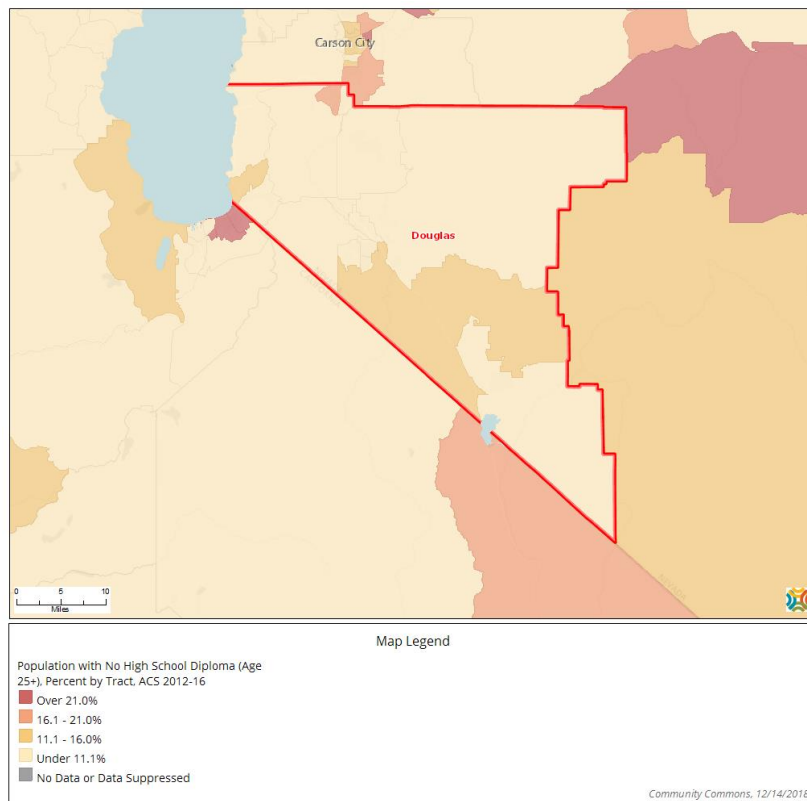 Carson City
Douglas
NEVADA
0 5 10
Miles
Map Legend
Population with No High School Diploma (Age
25+), Percent by Tract, ACS 2012-16
Over 21.0%
16.1 - 21.0%
11.1 - 16.0%
Under 11.1%
No Data or Data Suppressed
Community Commons, 12/14/2018